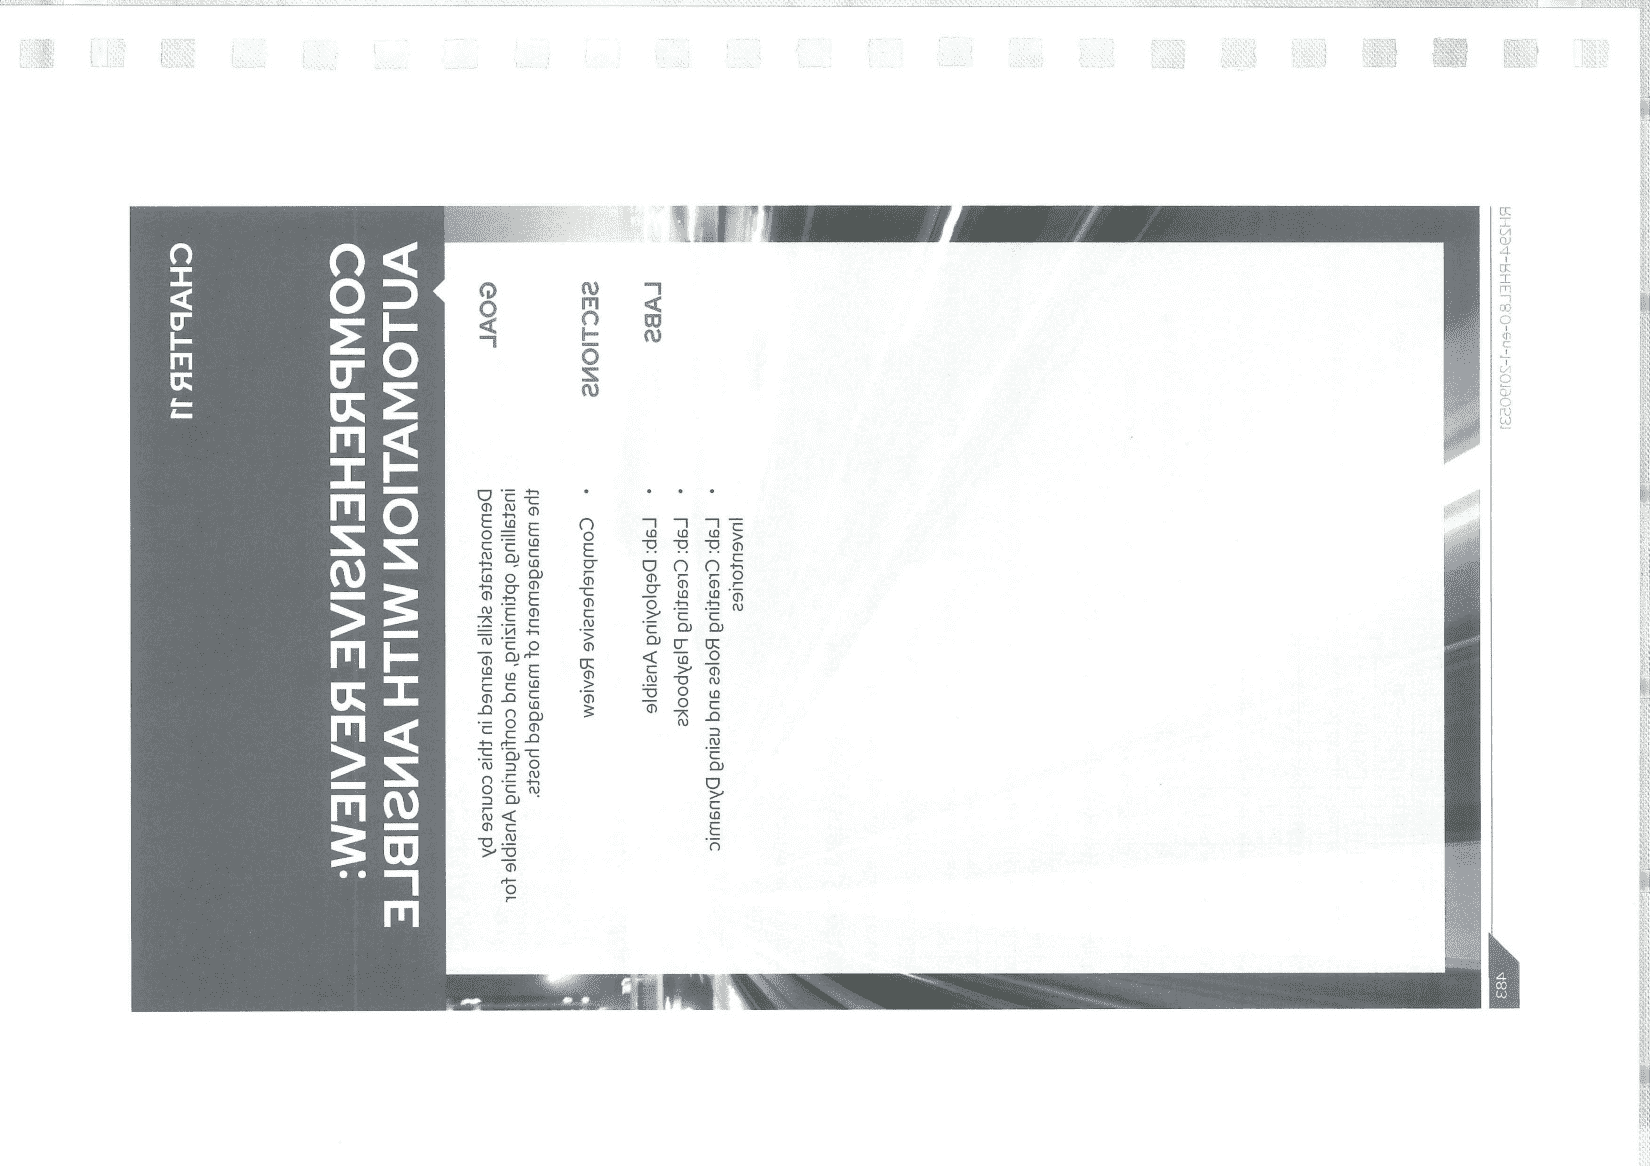 CHAPTER 11
COMPREHENSIVE REVIEW:
AUTOMATION WITH ANSIBLE
GOAL
Demonstrate skills learned in this course by
installing, optimizing, and configuring Ansible for
the management of managed hosts.
SECTIONS
• Comprehensive Review
LABS
• Lab: Deploying Ansible
• Lab: Creating Playbooks
• Lab: Creating Roles and using Dynamic
Inventories
RH294-RHEL8.0-en-1-20190531
483